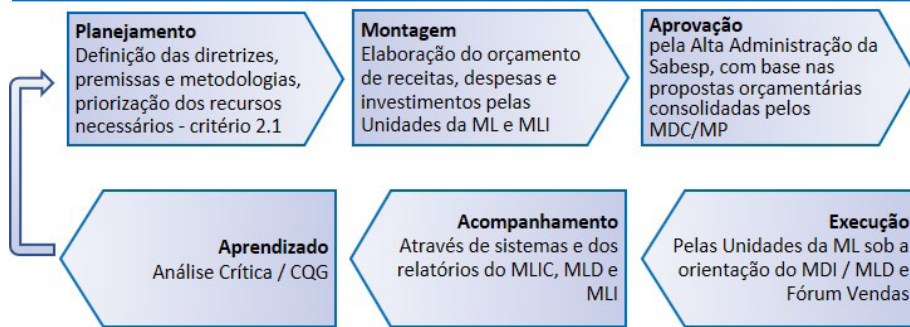 Planejamento
Definição das diretrizes,
premissas e metodologias,
priorização dos recursos
necessários - critério 2.1
Montagem
Elaboração do orçamento
de receitas, despesas e
investimentos pelas
Unidades da ML e MLI
Aprovação
pela Alta Administração da
Sabesp, com base nas
propostas orçamentárias
consolidadas pelos
MDC/MP
Execução
Pelas Unidades da ML sob a
orientação do MDI / MLD e
Fórum Vendas
Acompanhamento
Através de sistemas e dos
relatórios do MLIC, MLD e
MLI
Aprendizado
Análise Crítica / CQG